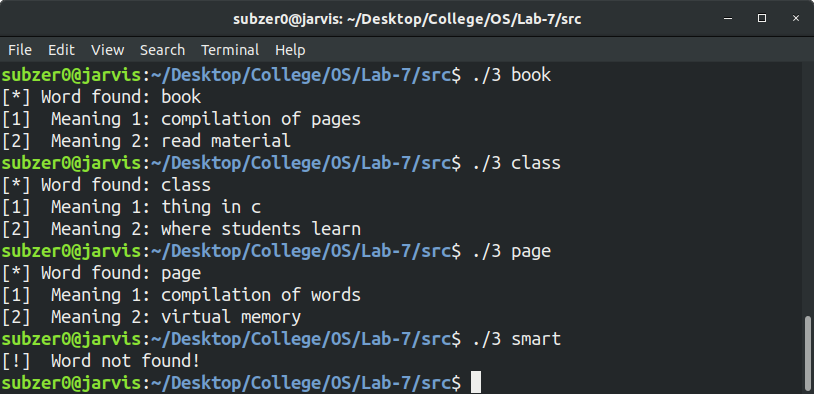 subzer0@jarvis: ~/Desktop/College/OS/Lab-7/src
File Edit View Search Terminal Help
subzer0@jarvis:~/Desktop/College/OS/Lab-7/src$ ./3 book
[*] Word found: book
[1]  Meaning 1: compilation of pages
[2]  Meaning 2: read material
subzer0@jarvis:~/Desktop/College/OS/Lab-7/src$ ./3 class
[*] Word found: class
[1]  Meaning 1: thing in c
[2]  Meaning 2: where students learn
subzer0@jarvis:~/Desktop/College/OS/Lab-7/src$ ./3 page
[*] Word found: page
[1]  Meaning 1: compilation of words
[2]  Meaning 2: virtual memory
subzer0@jarvis:~/Desktop/College/OS/Lab-7/src$ ./3 smart
[!]  Word not found!
subzer0@jarvis:~/Desktop/College/OS/Lab-7/src$